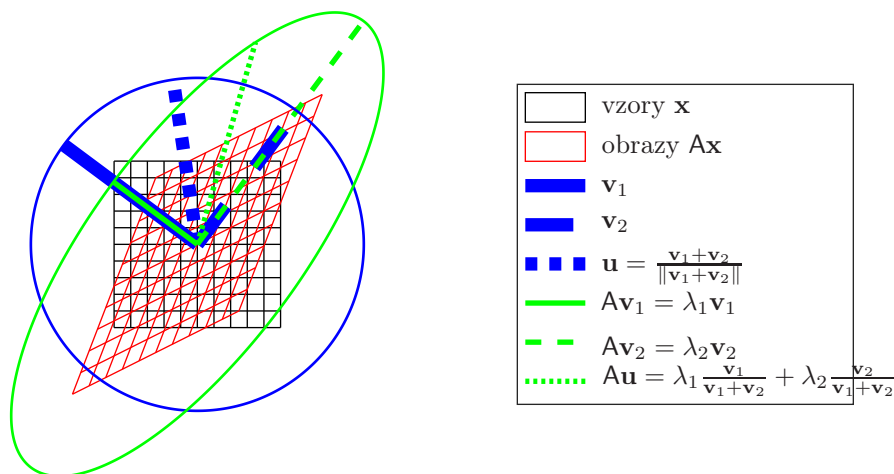 vzory x
obrazy Ax
v₁
v₂
u = (v₁+v₂)/‖v₁+v₂‖
Av₁ = λ₁v₁
Av₂ = λ₂v₂
Au = λ₁ v₁/(v₁+v₂) + λ₂ v₂/(v₁+v₂)